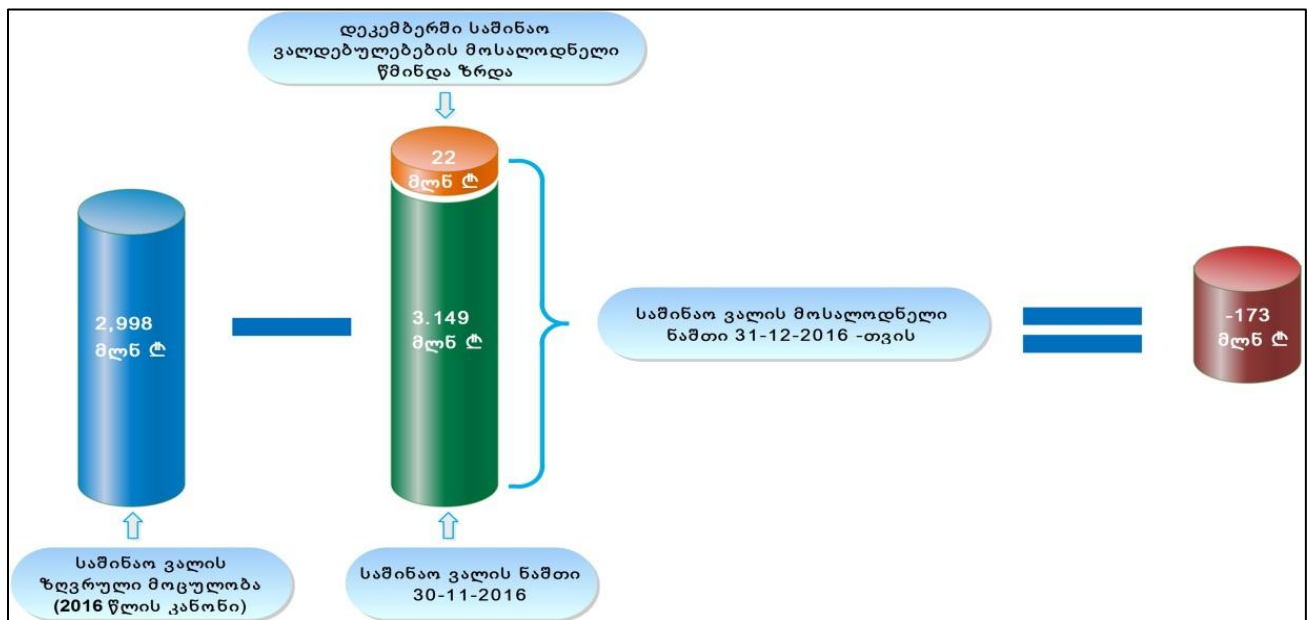 დეკემბერში საშინაო
ვალდებულებების მოსალოდნელი
წმინდა ზრდა
22
მლნ ₾
2,998
მლნ ₾
3.149
მლნ ₾
საშინაო ვალის მოსალოდნელი
ნაშთი 31-12-2016 -თვის
-173
მლნ ₾
საშინაო ვალის
ზღვრული მოცულობა
(2016 წლის კანონი)
საშინაო ვალის ნაშთი
30-11-2016